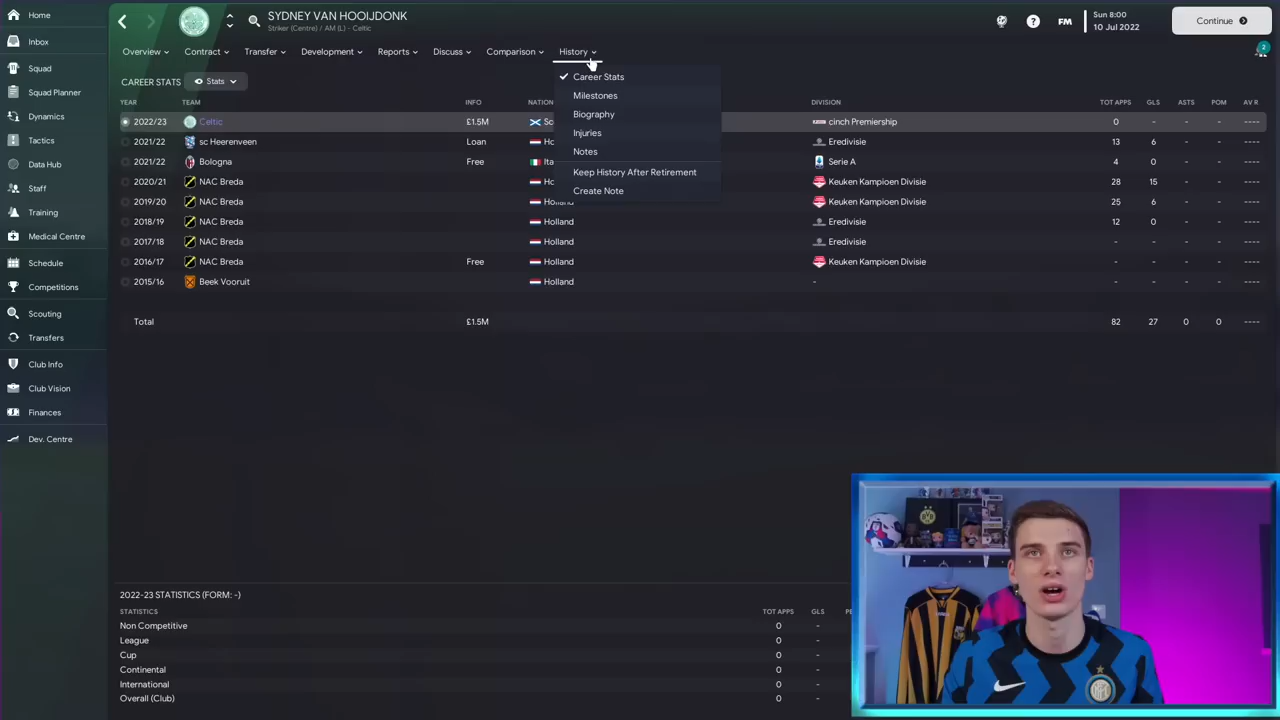 Home
Inbox
Squad
Squad Planner
Dynamics
Tactics
Data Hub
Staff
Training
Medical Centre
Schedule
Competitions
Scouting
Transfers
Club Info
Club Vision
Finances
Dev. Centre
SYDNEY VAN HOOIJDONK
Striker (Centre) / AM (L) - Celtic
FM
Sun 8:00
10 Jul 2022
Continue
2
Overview Contract Transfer Development Reports Discuss Comparison History
Career Stats
Milestones
Biography
Injuries
Notes
Keep History After Retirement
Create Note
CAREER STATS Stats
YEAR TEAM INFO DIVISION TOT APPS GLS ASTS POM AV R
2022/23 Celtic £1.5M cinch Premiership 0 - - - ----
2021/22 sc Heerenveen Loan Eredivisie 13 6 - - ----
2021/22 Bologna Free Serie A 4 0 - - ----
2020/21 NAC Breda Keuken Kampioen Divisie 28 15 - - ----
2019/20 NAC Breda Holland Keuken Kampioen Divisie 25 6 - - ----
2018/19 NAC Breda Holland Eredivisie 12 0 - - ----
2017/18 NAC Breda Holland Eredivisie - - - - ----
2016/17 NAC Breda Free Holland Keuken Kampioen Divisie - - - - ----
2015/16 Beek Vooruit Holland - - - - - ----
Total £1.5M 82 27 0 0 ----
2022-23 STATISTICS (FORM: -)
STATISTICS TOT APPS GLS
Non Competitive 0 -
League 0 -
Cup 0 -
Continental 0 -
International 0 -
Overall (Club) 0 -